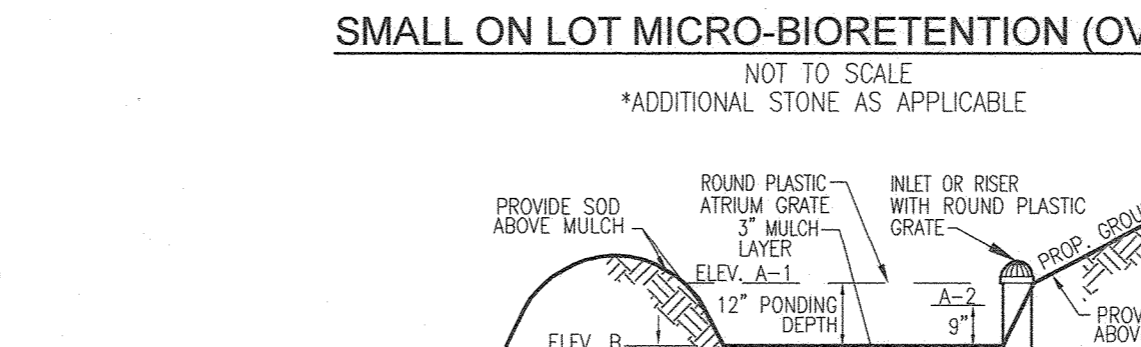 SMALL ON LOT MICRO-BIORETENTION
NOT TO SCALE
*ADDITIONAL STONE AS APPLICABLE
PROVIDE SOD
ABOVE MULCH
ROUND PLASTIC
ATRIUM GRATE
3" MULCH
LAYER
INLET OR RISER
WITH ROUND PLASTIC
GRATE
PROP.
ELEV. A-1
12" PONDING
DEPTH
A-2
9"
ELEV. B